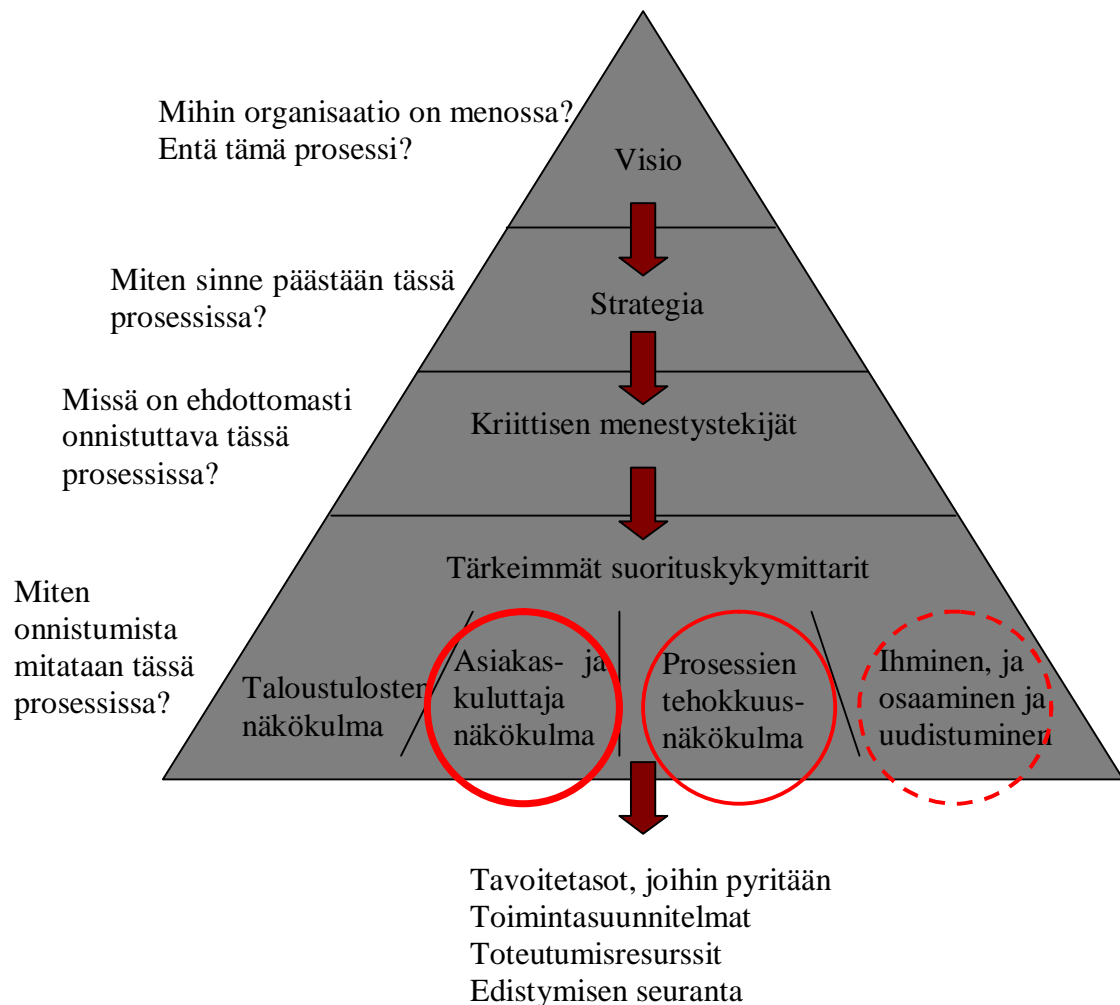 Mihin organisaatio on menossa?
Entä tämä prosessi?
Visio
Miten sinne päästään tässä
prosessissa?
Strategia
Missä on ehdottomasti
onnistuttava tässä
prosessissa?
Kriittisen menestystekijät
Tärkeimmät suorituskykymittarit
Miten
onnistumista
mitataan tässä
prosessissa?
Taloustulosten
näkökulma
Asiakas- ja
kuluttaja
näkökulma
Prosessien
tehokkuus-
näkökulma
Ihminen, ja
osaaminen ja
uudistuminen
Tavoitetasot, joihin pyritään
Toimintasuunnitelmat
Toteutumisresurssit
Edistymisen seuranta